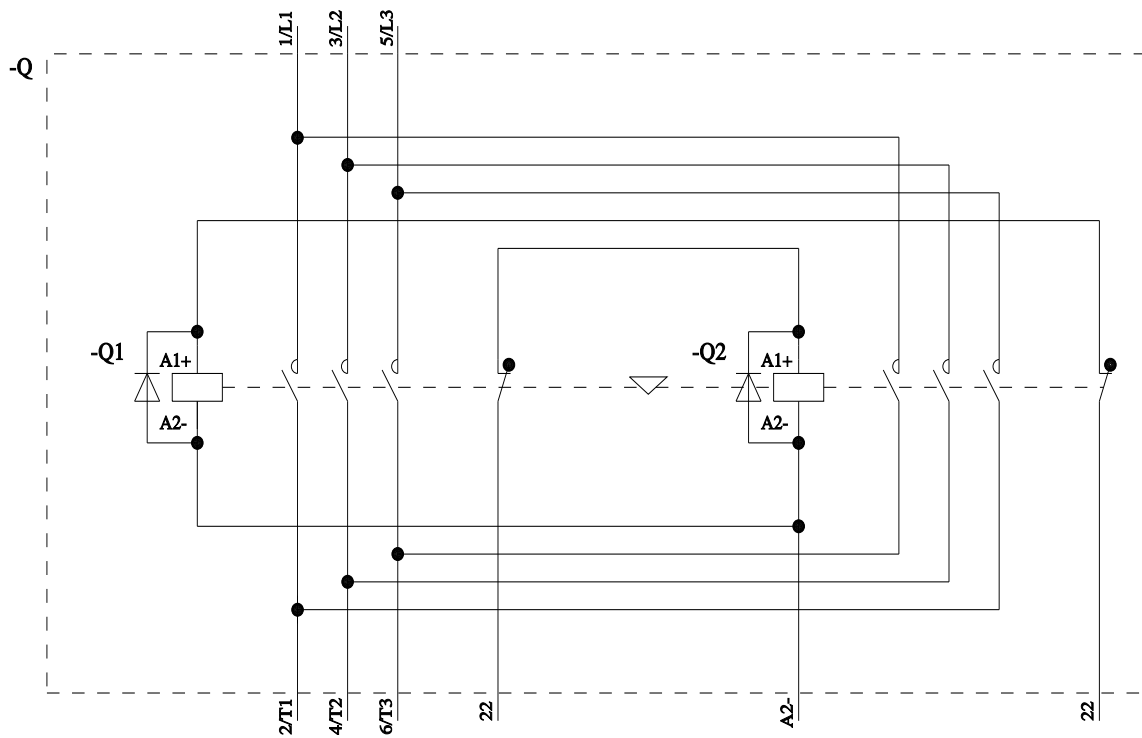 1/L1
3/L2
5/L3
-Q
-Q1
A1+
A2-
-Q2
A1+
A2-
2/T1
4/T2
6/T3
22
A2-
22